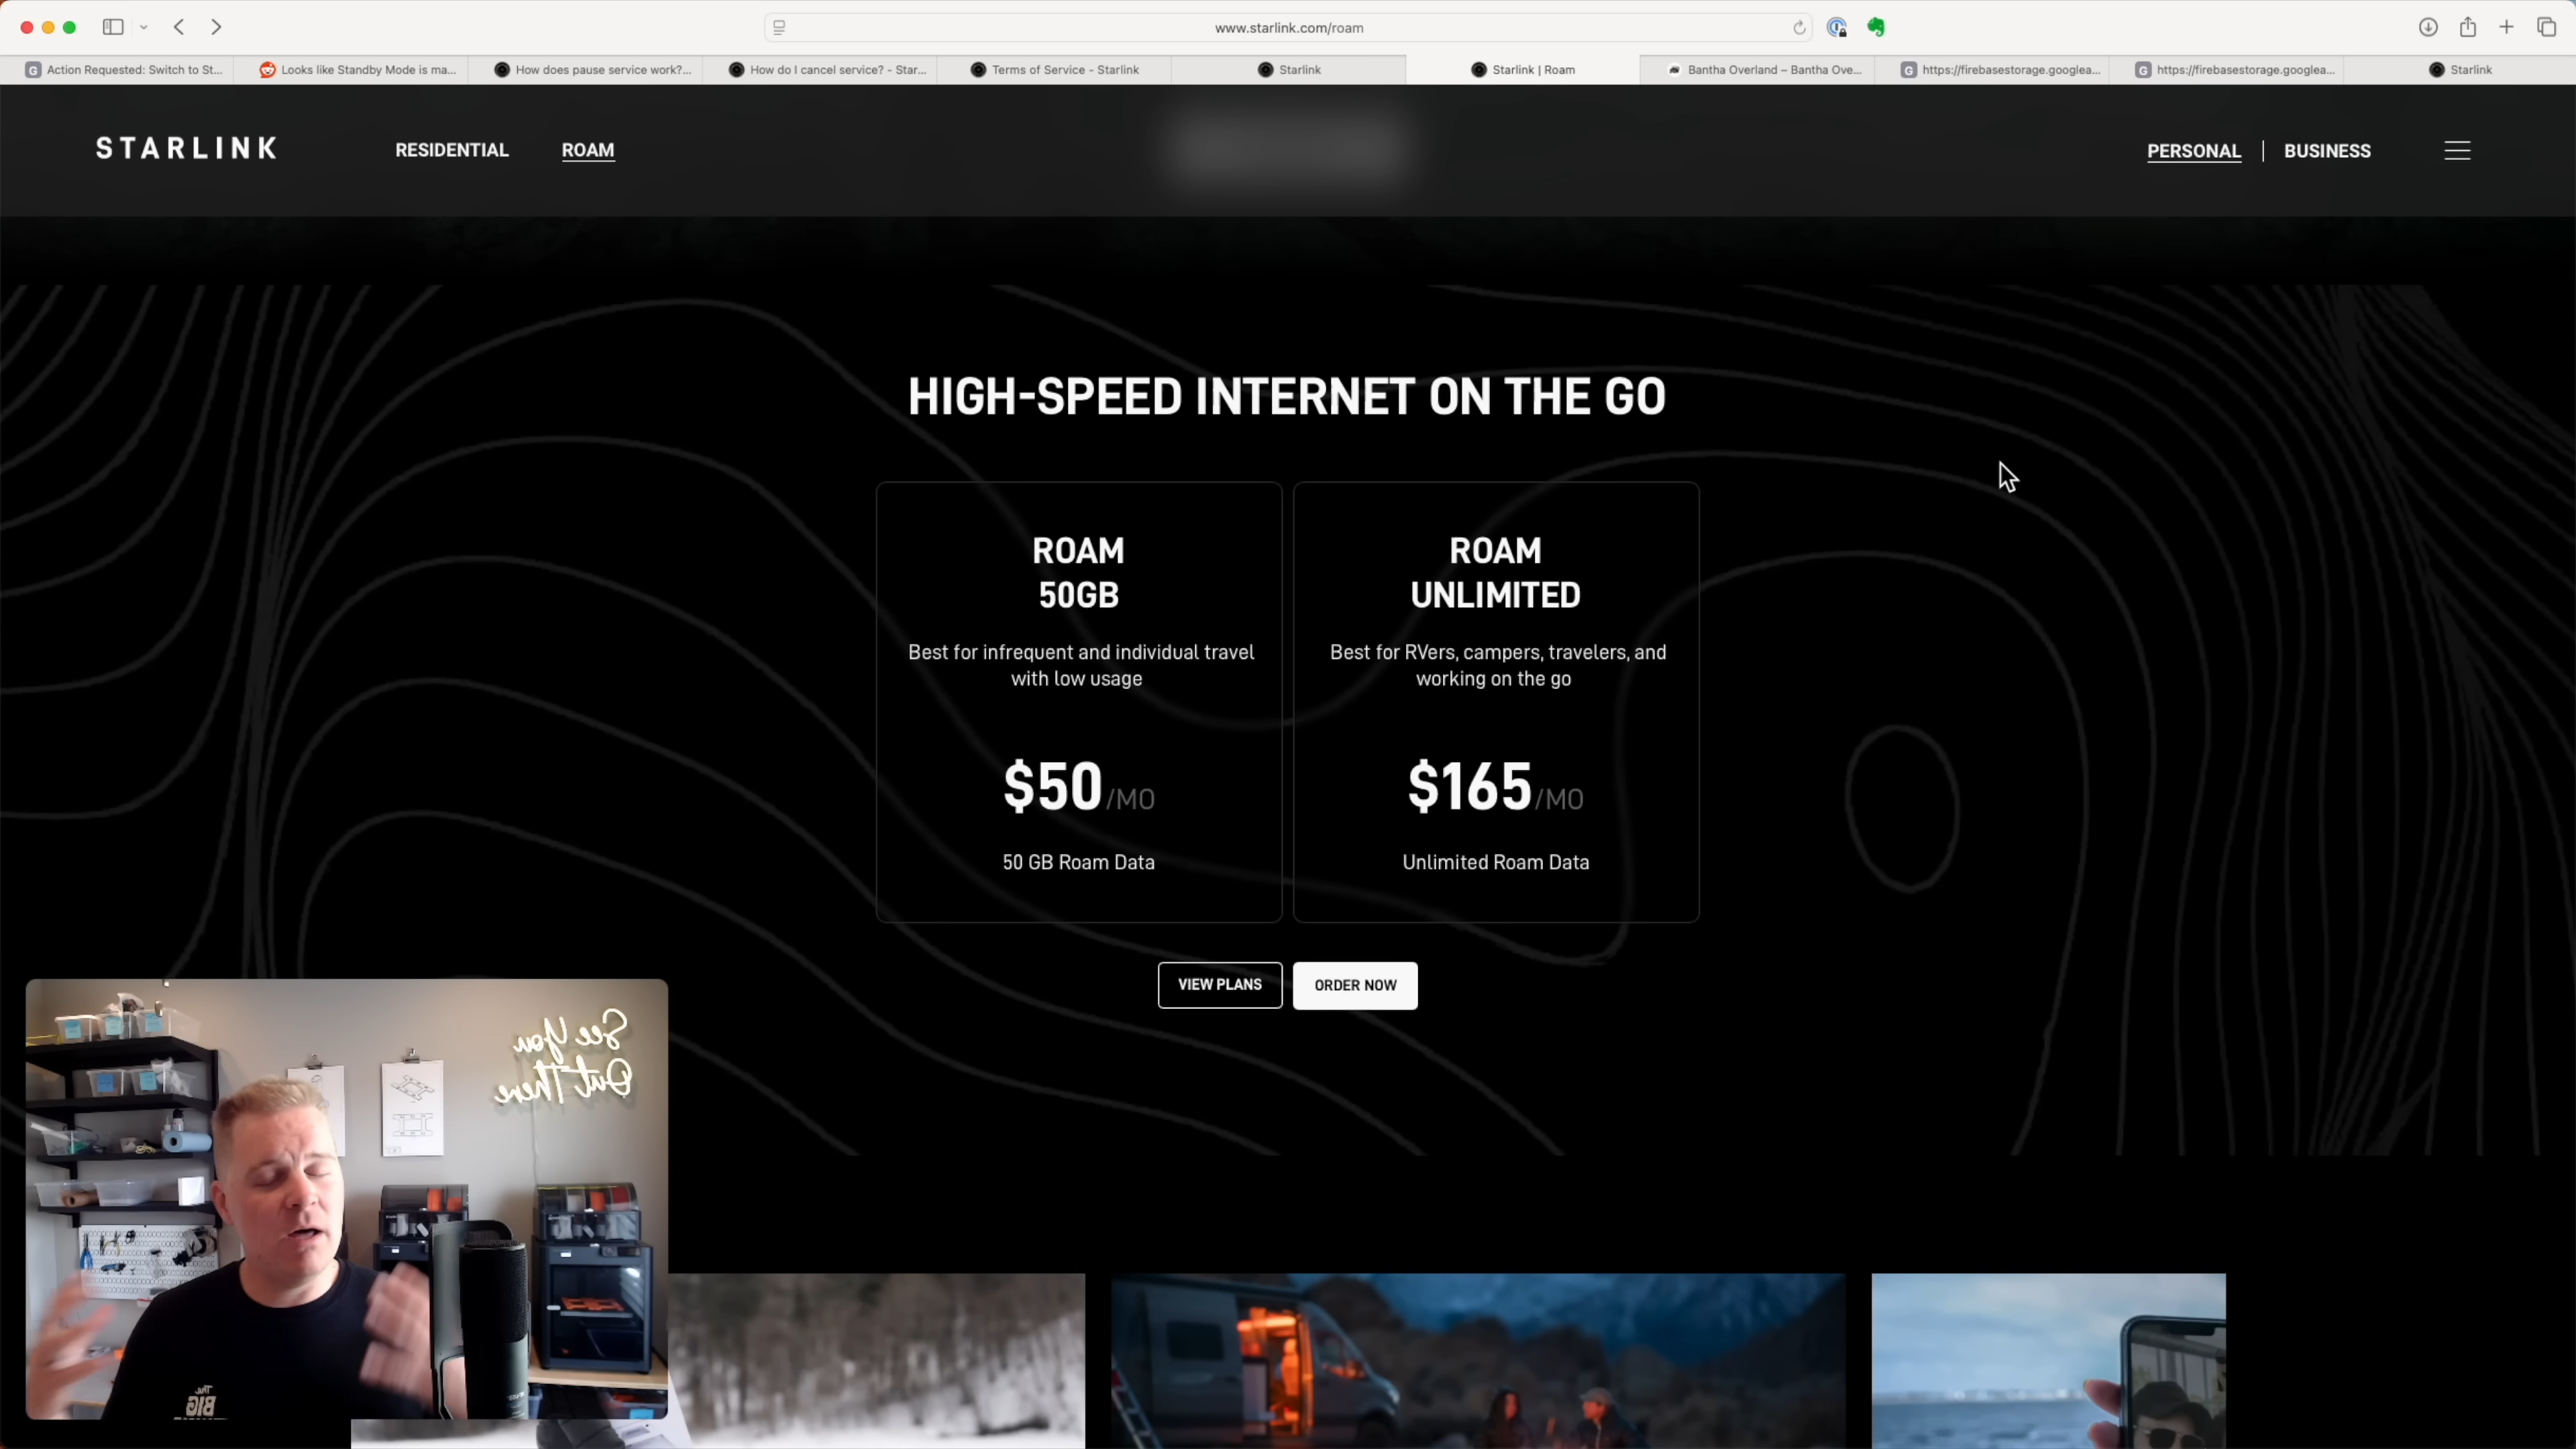 www.starlink.com/roam
Action Requested: Switch to St...
Looks like Standby Mode is ma...
How does pause service work?...
How do I cancel service? - Star...
Terms of Service - Starlink
Starlink
Starlink | Roam
Bantha Overland – Bantha Ove...
https://firebasestorage.googlea...
https://firebasestorage.googlea...
Starlink
STARLINK
RESIDENTIAL
ROAM
PERSONAL
BUSINESS
HIGH-SPEED INTERNET ON THE GO
ROAM
50GB
Best for infrequent and individual travel
with low usage
$50/MO
50 GB Roam Data
ROAM
UNLIMITED
Best for RVers, campers, travelers, and
working on the go
$165/MO
Unlimited Roam Data
VIEW PLANS
ORDER NOW
See You
Out There
The
BIG